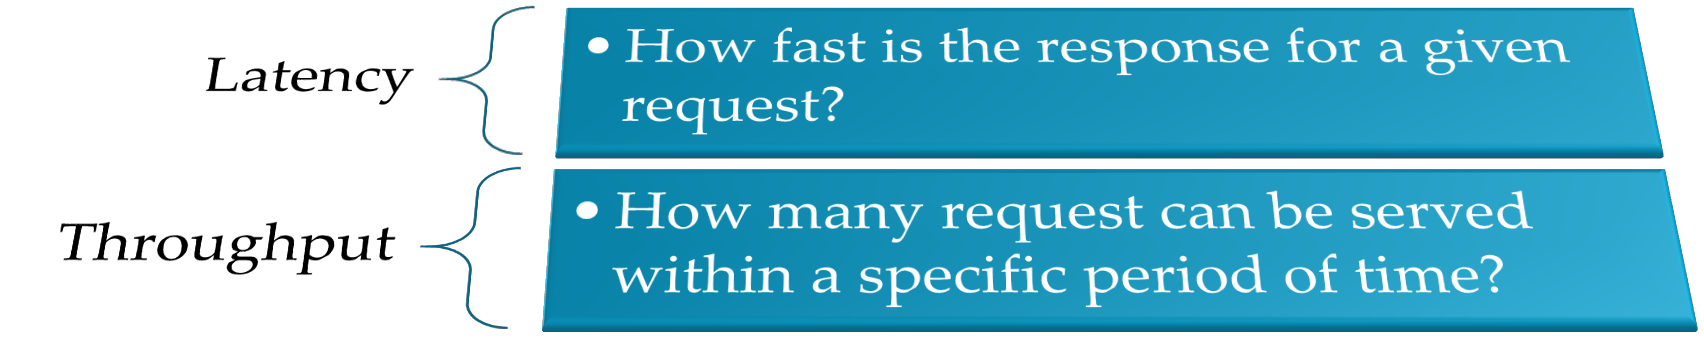 Latency
• How fast is the response for a given
request?
Throughput
• How many request can be served
within a specific period of time?